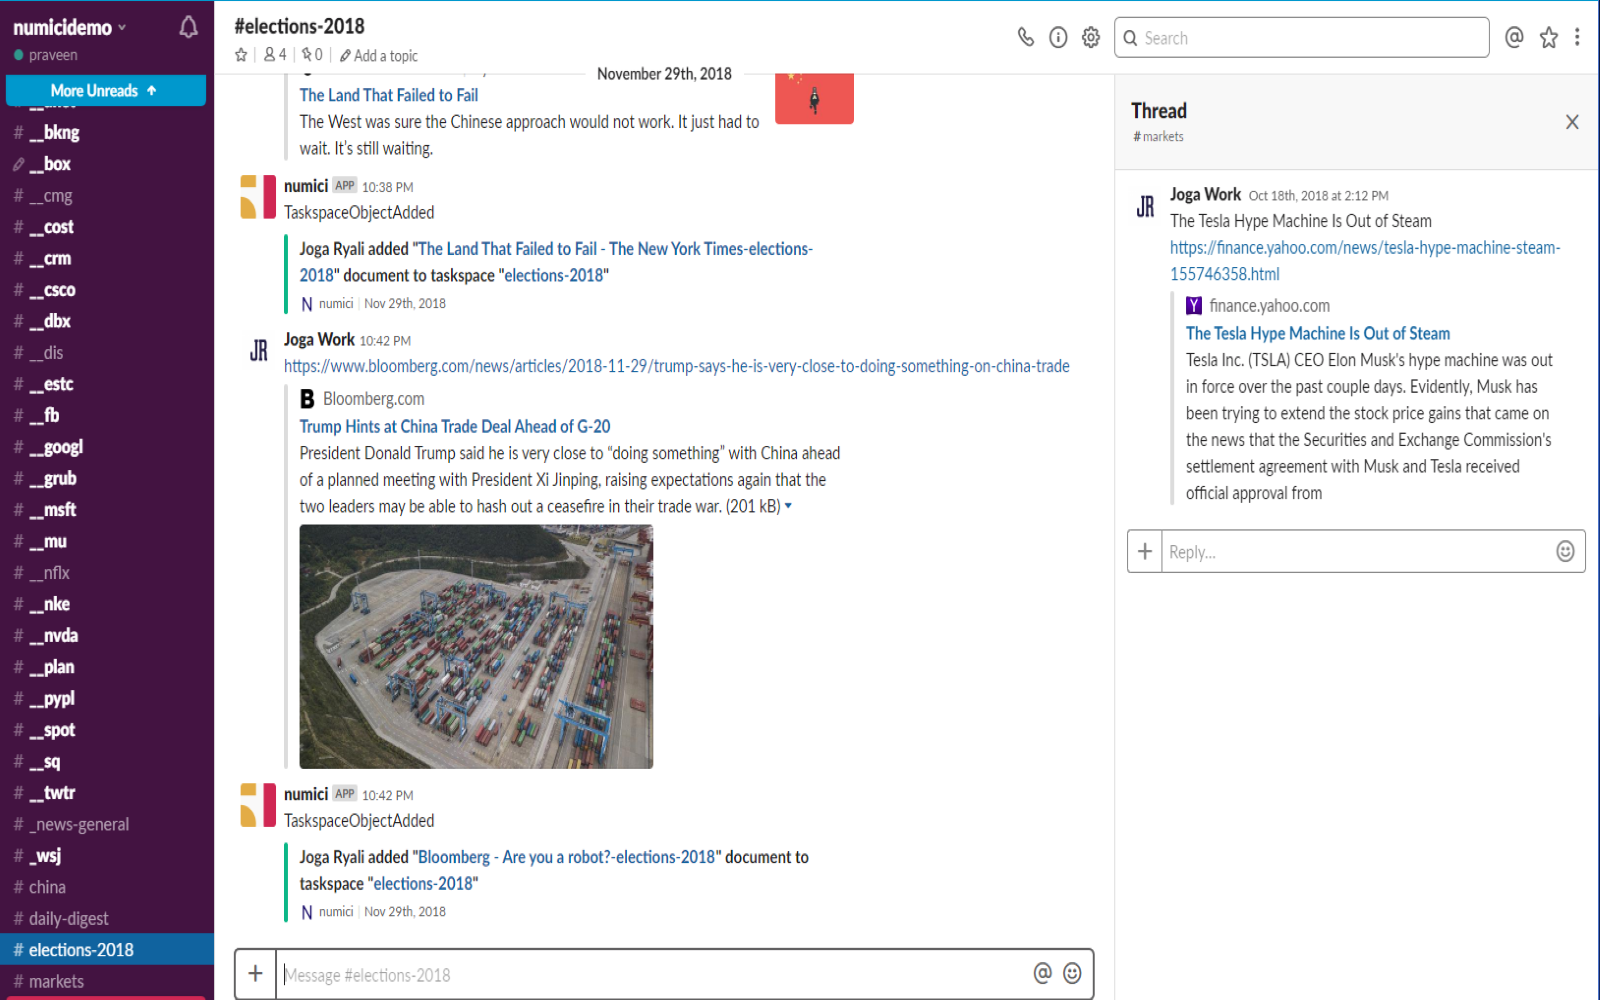 numicidemo
praveen
More Unreads ↑
# __bkng
__box
# __cmg
# __cost
# __crm
# __csco
# __dbx
# __dis
# __estc
# __fb
# __googl
# __grub
# __msft
# __mu
# __nflx
# __nke
# __nvda
# __plan
# __pypl
# __spot
# __sq
# __twtr
# _news-general
# _wsj
# china
# daily-digest
# elections-2018
# markets
#elections-2018
4 | 0 | Add a topic
Search
November 29th, 2018
The Land That Failed to Fail
The West was sure the Chinese approach would not work. It just had to
wait. It’s still waiting.
numici APP 10:38 PM
TaskspaceObjectAdded
Joga Ryali added "The Land That Failed to Fail - The New York Times-elections-
2018" document to taskspace "elections-2018"
N numici | Nov 29th, 2018
JR Joga Work 10:42 PM
https://www.bloomberg.com/news/articles/2018-11-29/trump-says-he-is-very-close-to-doing-something-on-china-trade
B Bloomberg.com
Trump Hints at China Trade Deal Ahead of G-20
President Donald Trump said he is very close to “doing something” with China ahead
of a planned meeting with President Xi Jinping, raising expectations again that the
two leaders may be able to hash out a ceasefire in their trade war. (201 kB)
numici APP 10:42 PM
TaskspaceObjectAdded
Joga Ryali added "Bloomberg - Are you a robot?-elections-2018" document to
taskspace "elections-2018"
N numici | Nov 29th, 2018
+ Message #elections-2018 @
Thread
# markets
JR Joga Work Oct 18th, 2018 at 2:12 PM
The Tesla Hype Machine Is Out of Steam
https://finance.yahoo.com/news/tesla-hype-machine-steam-
155746358.html
Y finance.yahoo.com
The Tesla Hype Machine Is Out of Steam
Tesla Inc. (TSLA) CEO Elon Musk's hype machine was out
in force over the past couple days. Evidently, Musk has
been trying to extend the stock price gains that came on
the news that the Securities and Exchange Commission's
settlement agreement with Musk and Tesla received
official approval from
+ Reply...